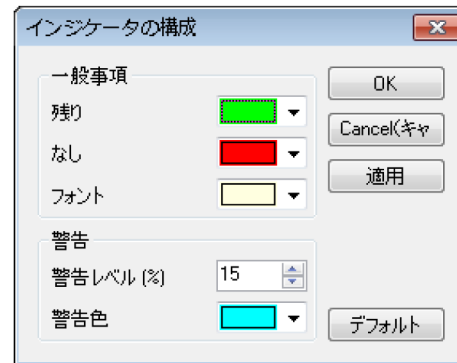 インジケータの構成
一般事項
残り
なし
フォント
警告
警告レベル (%)
15
警告色
OK
Cancel(キャ
適用
デフォルト